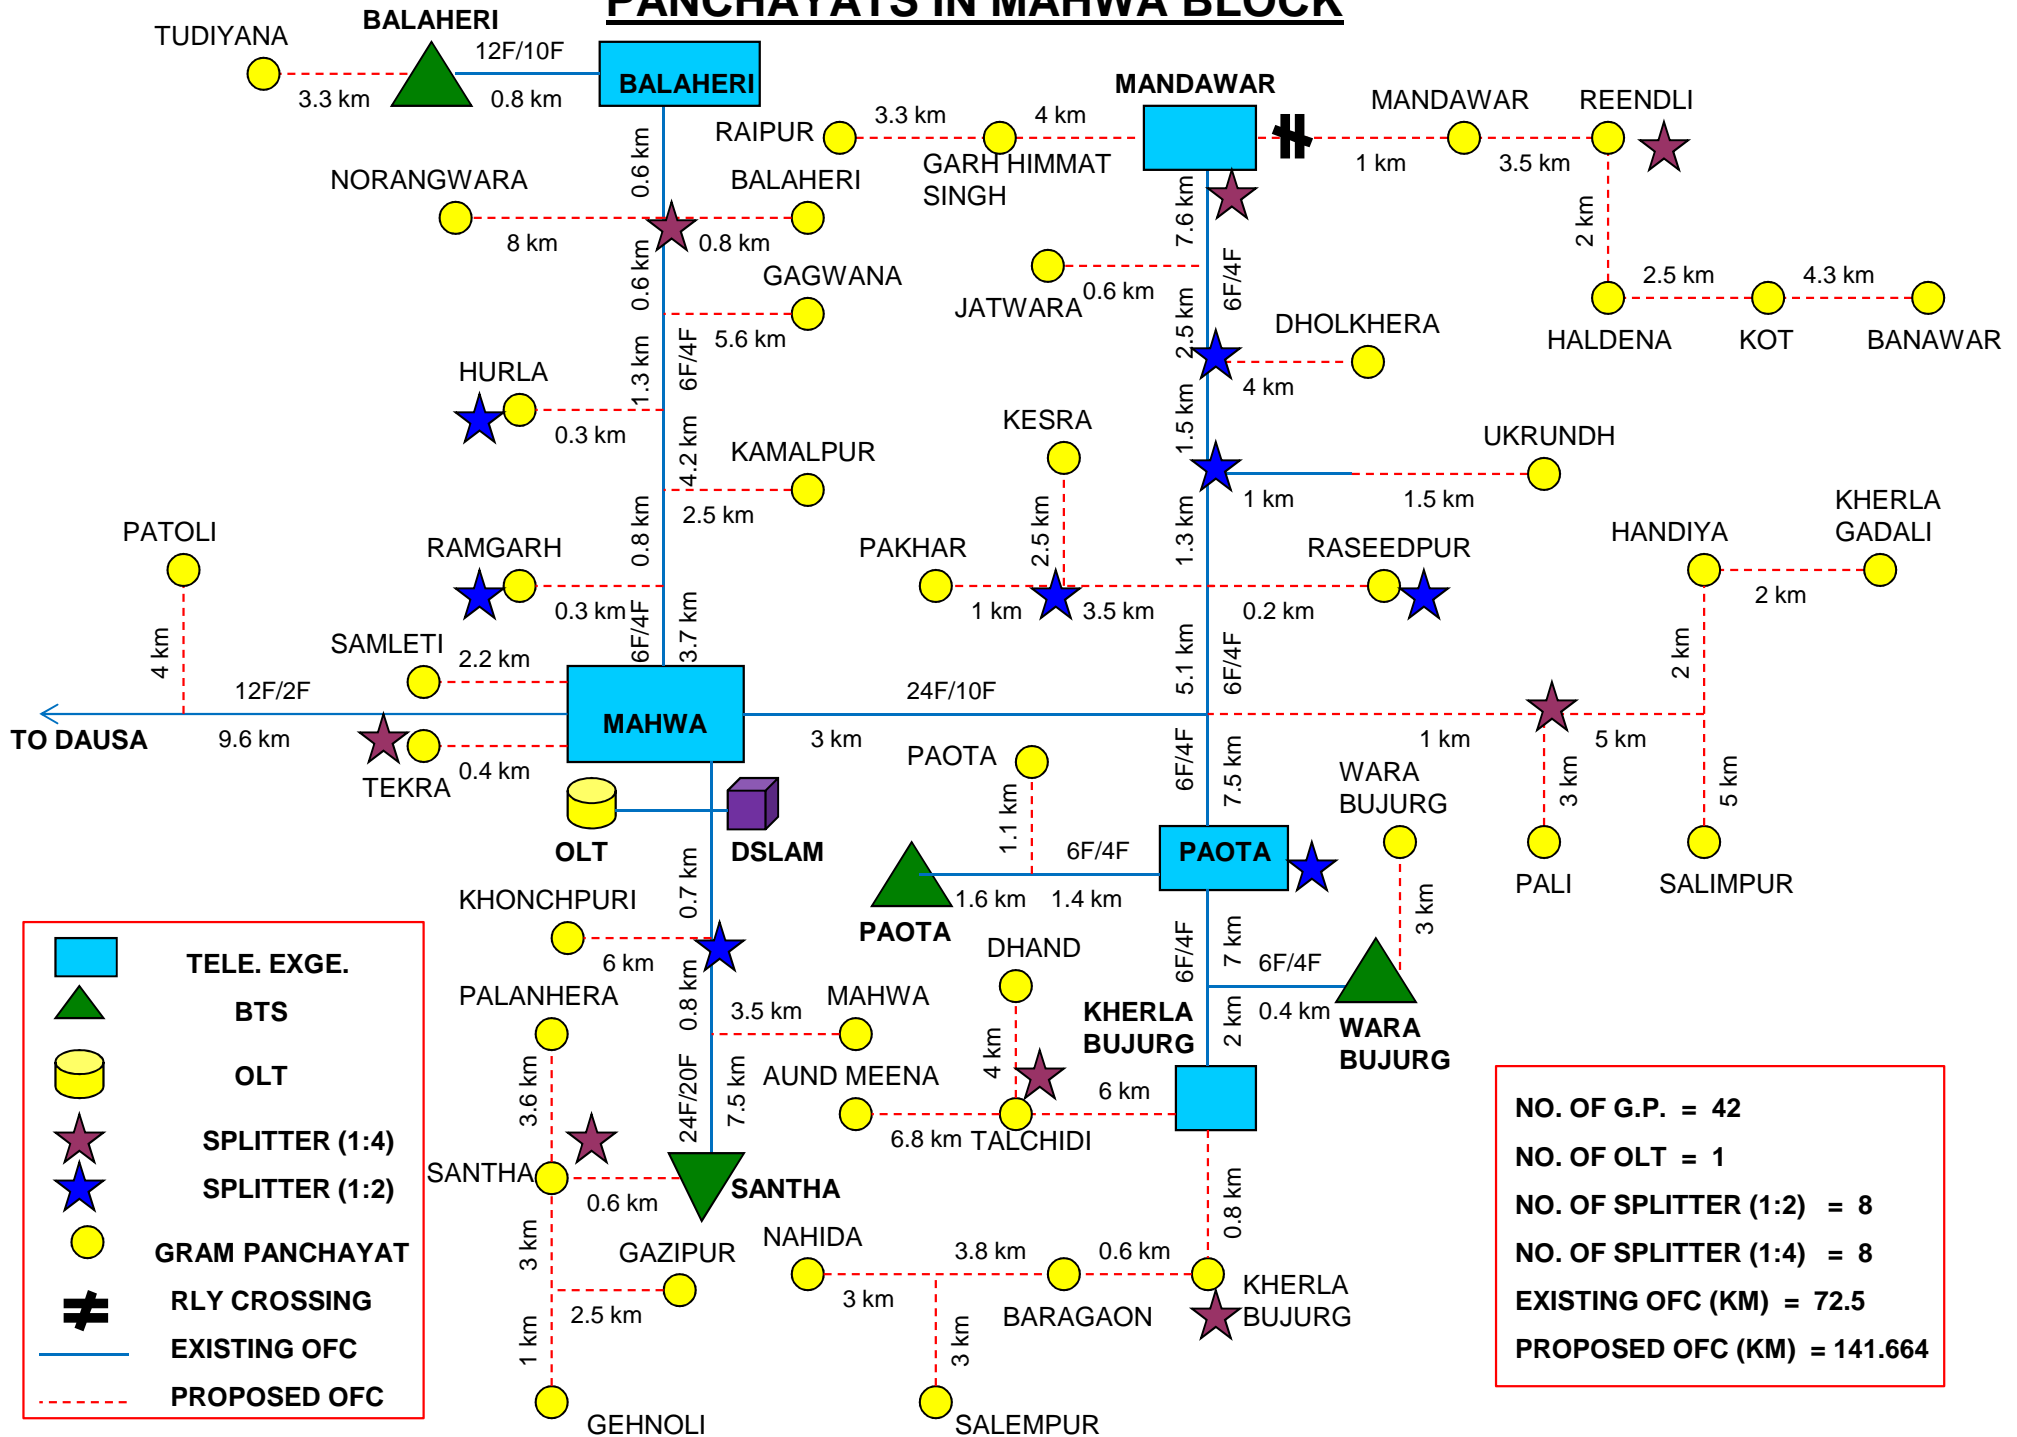 PANCHAYATS IN MAHWA BLOCK
BALAHERI
TUDIYANA
12F/10F
3.3 km
0.8 km
BALAHERI
MANDAWAR
RAIPUR
3.3 km
4 km
GARH HIMMAT
SINGH
MANDAWAR
REENDLI
1 km
3.5 km
0.6 km
NORANGWARA
BALAHERI
8 km
0.8 km
7.6 km
2 km
0.6 km
GAGWANA
5.6 km
JATWARA
0.6 km
6F/4F
2.5 km
DHOLKHERA
4 km
2.5 km
4.3 km
HALDENA
KOT
BANAWAR
HURLA
0.3 km
1.3 km
6F/4F
KAMALPUR
4.2 km
2.5 km
KESRA
1.5 km
UKRUNDH
1 km
1.5 km
PATOLI
4 km
RAMGARH
0.3 km
0.8 km
PAKHAR
2.5 km
1.3 km
RASEEDPUR
1 km
3.5 km
0.2 km
HANDIYA
KHERLA
GADALI
2 km
SAMLETI
2.2 km
6F/4F
3.7 km
5.1 km
6F/4F
2 km
12F/2F
24F/10F
TO DAUSA
9.6 km
MAHWA
3 km
1 km
5 km
TEKRA
0.4 km
PAOTA
6F/4F
7.5 km
WARA
BUJURG
3 km
5 km
OLT
DSLAM
1.1 km
6F/4F
PAOTA
PALI
SALIMPUR
KHONCHPURI
0.7 km
1.6 km
1.4 km
3 km
PAOTA
6 km
DHAND
6F/4F
7 km
6F/4F
0.4 km
PALANHERA
0.8 km
3.5 km
MAHWA
KHERLA
BUJURG
2 km
WARA
BUJURG
3.6 km
24F/20F
7.5 km
AUND MEENA
4 km
6 km
6.8 km
TALCHIDI
SANTHA
0.6 km
SANTHA
0.8 km
3 km
GAZIPUR
2.5 km
NAHIDA
3.8 km
0.6 km
3 km
BARAGAON
KHERLA
BUJURG
1 km
3 km
GEHNOLI
SALEMPUR
TELE. EXGE.
BTS
OLT
SPLITTER (1:4)
SPLITTER (1:2)
GRAM PANCHAYAT
RLY CROSSING
EXISTING OFC
PROPOSED OFC
NO. OF G.P. = 42
NO. OF OLT = 1
NO. OF SPLITTER (1:2) = 8
NO. OF SPLITTER (1:4) = 8
EXISTING OFC (KM) = 72.5
PROPOSED OFC (KM) = 141.664